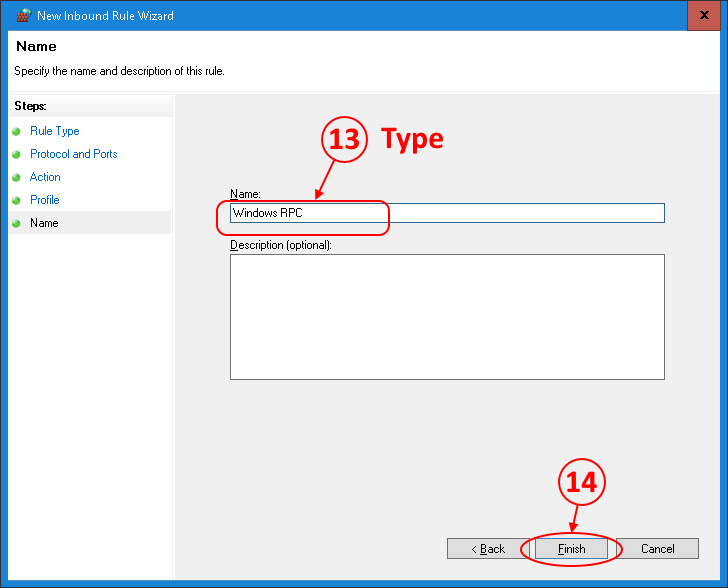 New Inbound Rule Wizard
Name
Specify the name and description of this rule.
Steps:
Rule Type
Protocol and Ports
Action
Profile
Name
13 Type
Name:
Windows RPC
Description (optional):
14
< Back
Finish
Cancel